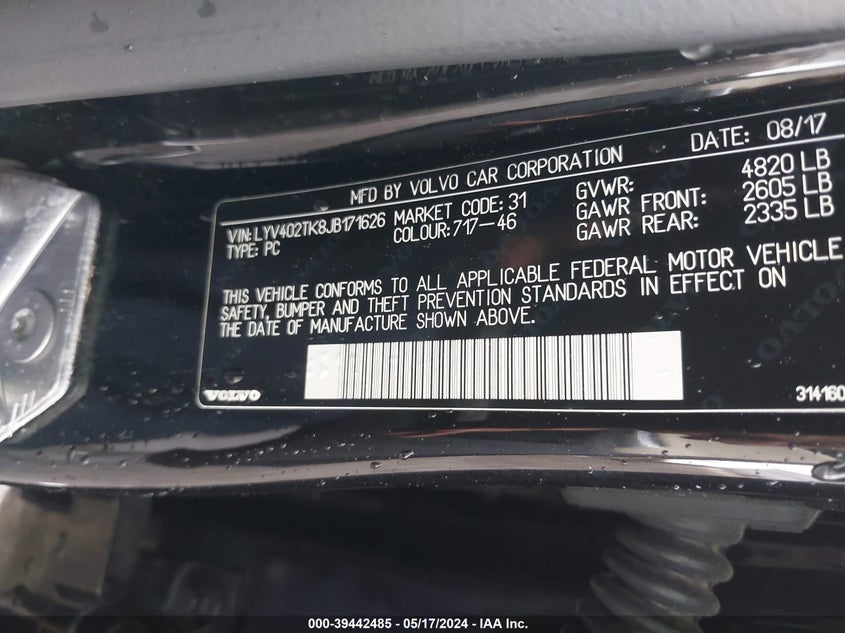 MFD BY VOLVO CAR CORPORATION DATE: 08/17
VIN: LYV402TK8JB171626 MARKET CODE: 31 GVWR: 4820 LB
TYPE: PC COLOUR: 717-46 GAWR FRONT: 2605 LB
GAWR REAR: 2335 LB
THIS VEHICLE CONFORMS TO ALL APPLICABLE FEDERAL MOTOR VEHICLE
SAFETY, BUMPER AND THEFT PREVENTION STANDARDS IN EFFECT ON
THE DATE OF MANUFACTURE SHOWN ABOVE.
VOLVO 314160
000-39442485 - 05/17/2024 - IAA Inc.